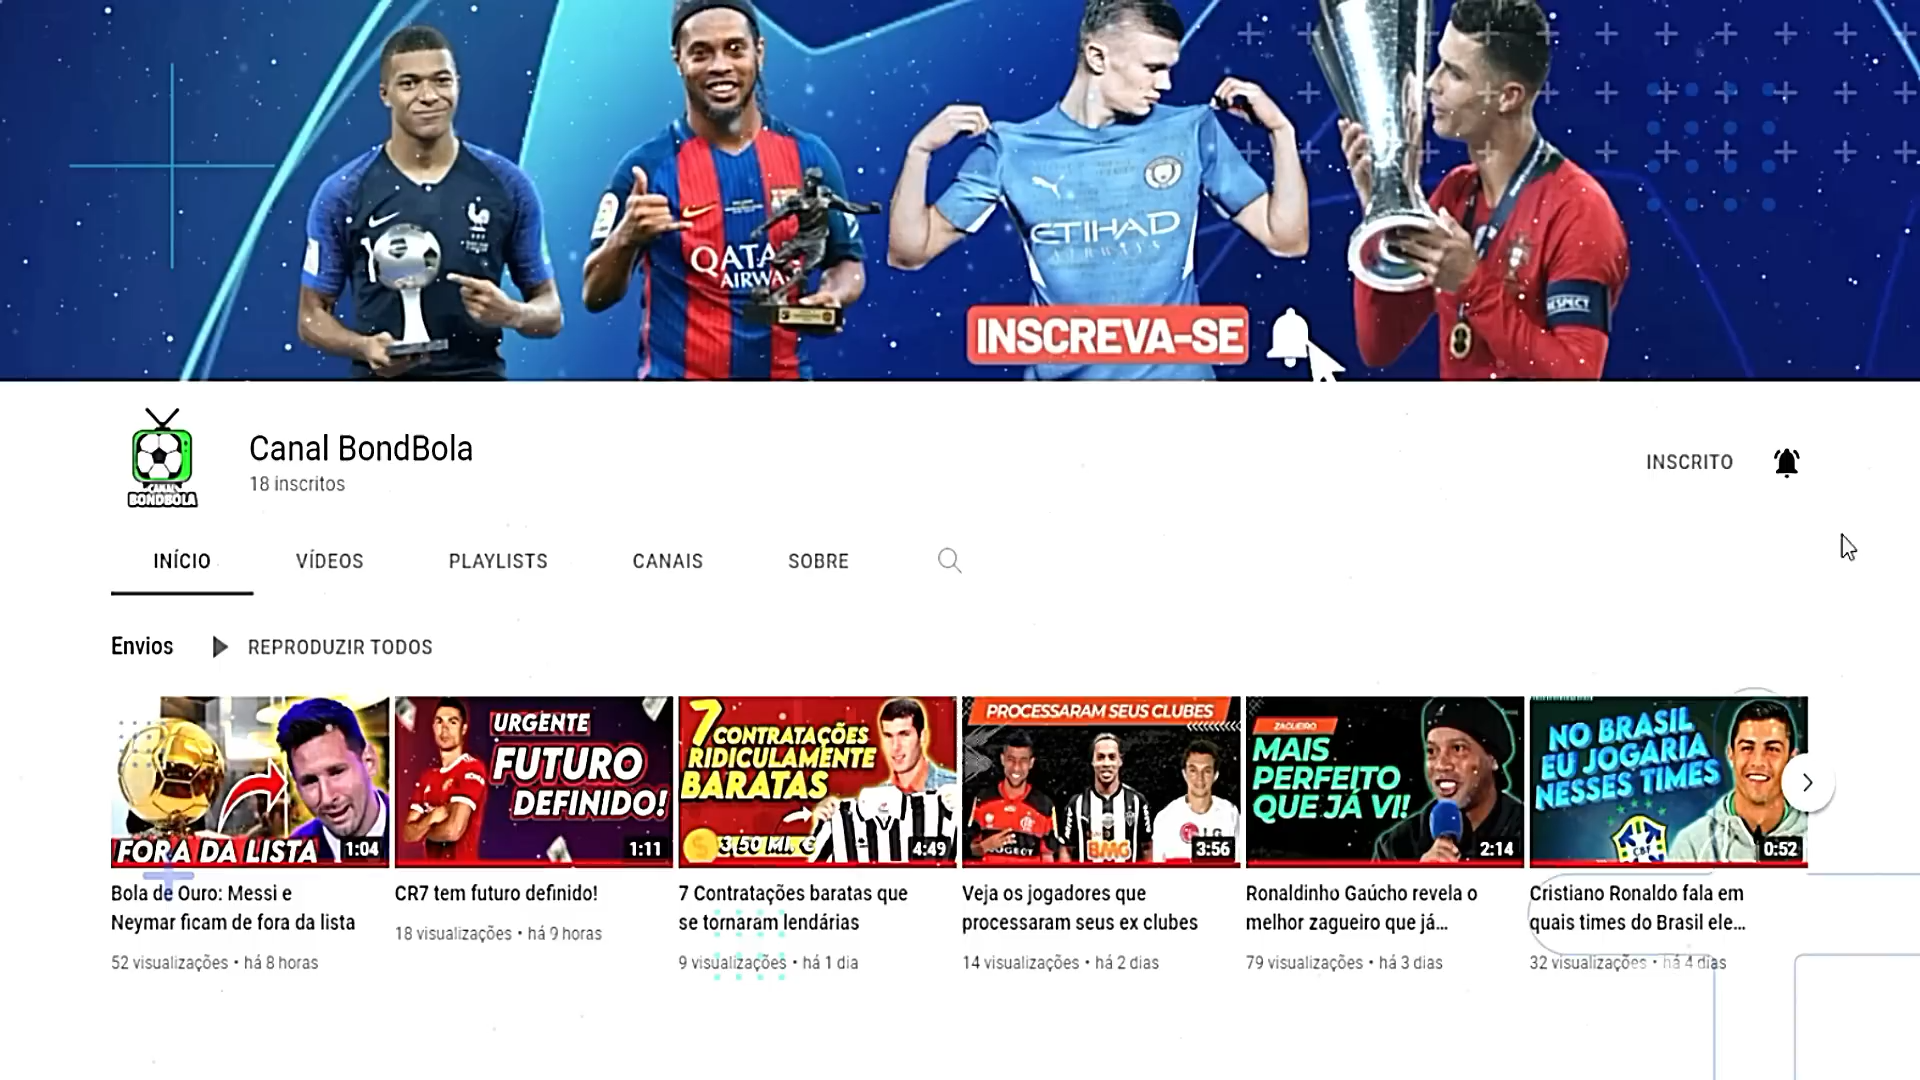 QATAR
AIRWAYS
ETIHAD
AIRWAYS
RESPECT
INSCREVA-SE
CANAL
BONDBOLA
Canal BondBola
18 inscritos
INSCRITO
INÍCIO
VÍDEOS
PLAYLISTS
CANAIS
SOBRE
Envios
REPRODUZIR TODOS
FORA DA LISTA
1:04
Bola de Ouro: Messi e
Neymar ficam de fora da lista
52 visualizações • há 8 horas
URGENTE
FUTURO
DEFINIDO!
1:11
CR7 tem futuro definido!
18 visualizações • há 9 horas
7 CONTRATAÇÕES
RIDICULAMENTE
BARATAS
4:49
7 Contratações baratas que
se tornaram lendárias
9 visualizações • há 1 dia
PROCESSARAM SEUS CLUBES
BMG
3:56
Veja os jogadores que
processaram seus ex clubes
14 visualizações • há 2 dias
ZAGUEIRO
MAIS
PERFEITO
QUE JÁ VI!
2:14
Ronaldinho Gaúcho revela o
melhor zagueiro que já...
79 visualizações • há 3 dias
NO BRASIL
EU JOGARIA
NESSES TIMES
CBF
0:52
Cristiano Ronaldo fala em
quais times do Brasil ele...
32 visualizações • há 4 dias